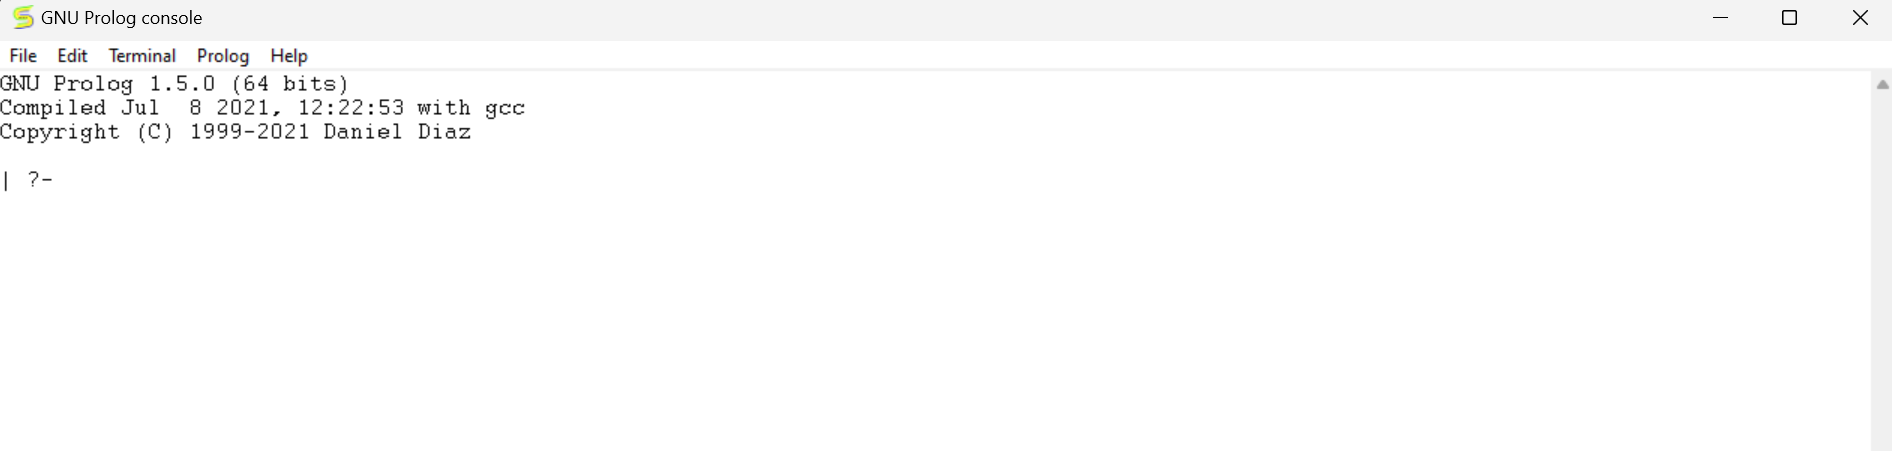 GNU Prolog console
File Edit Terminal Prolog Help
GNU Prolog 1.5.0 (64 bits)
Compiled Jul  8 2021, 12:22:53 with gcc
Copyright (C) 1999-2021 Daniel Diaz
| ?-